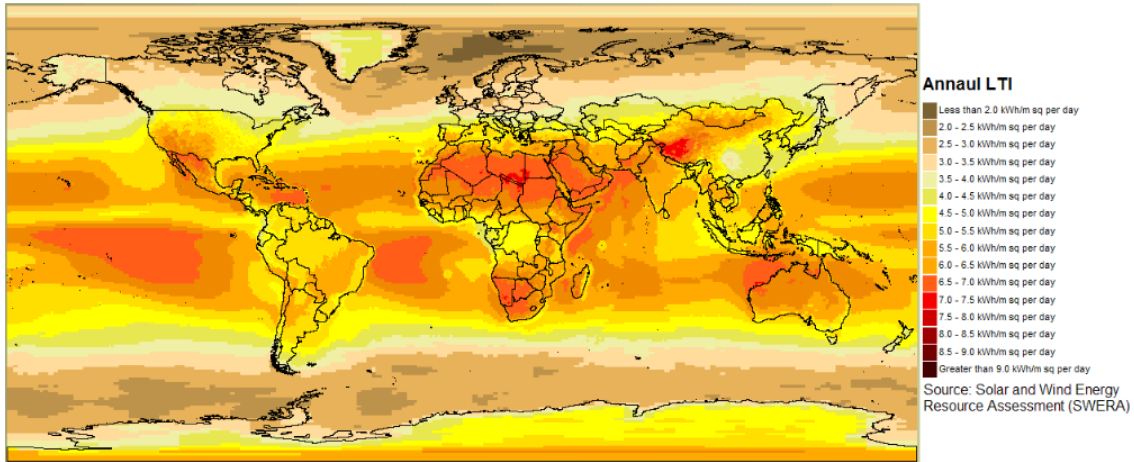 Annaul LTI
Less than 2.0 kWh/m sq per day
2.0 - 2.5 kWh/m sq per day
2.5 - 3.0 kWh/m sq per day
3.0 - 3.5 kWh/m sq per day
3.5 - 4.0 kWh/m sq per day
4.0 - 4.5 kWh/m sq per day
4.5 - 5.0 kWh/m sq per day
5.0 - 5.5 kWh/m sq per day
5.5 - 6.0 kWh/m sq per day
6.0 - 6.5 kWh/m sq per day
6.5 - 7.0 kWh/m sq per day
7.0 - 7.5 kWh/m sq per day
7.5 - 8.0 kWh/m sq per day
8.0 - 8.5 kWh/m sq per day
8.5 - 9.0 kWh/m sq per day
Greater than 9.0 kWh/m sq per day
Source: Solar and Wind Energy
Resource Assessment (SWERA)